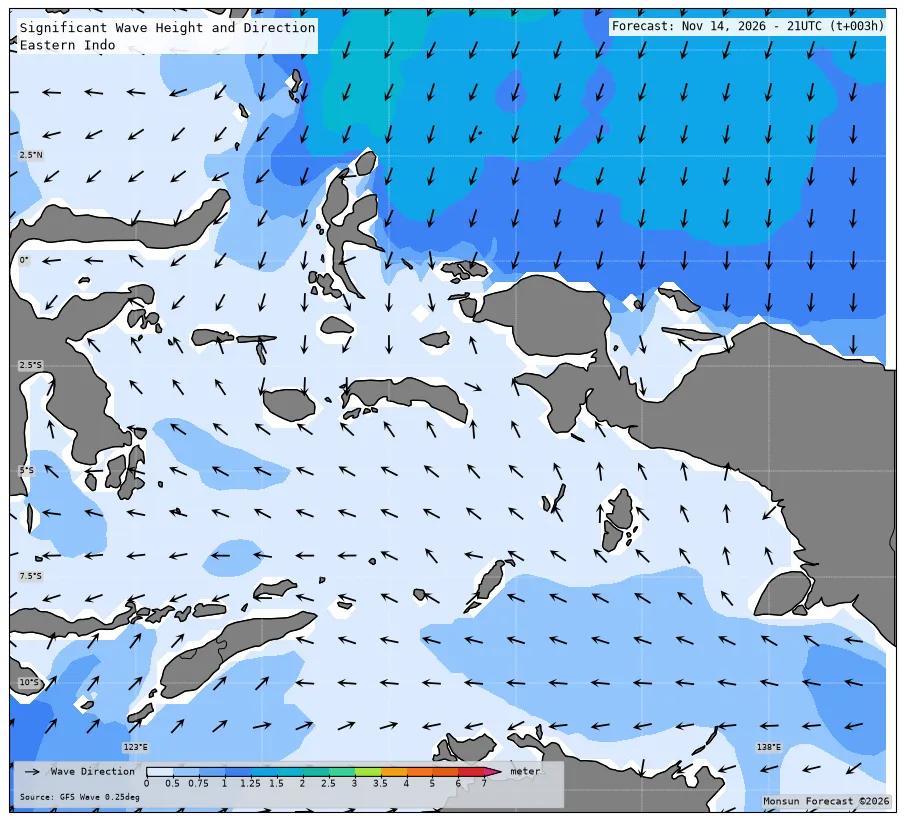 Significant Wave Height and Direction
Eastern Indo
Forecast: Nov 14, 2026 - 21UTC (t+003h)
2.5°N
0°
2.5°S
5°S
7.5°S
10°S
123°E
138°E
Wave Direction
meter
0 0.5 0.75 1 1.25 1.5 2 2.5 3 3.5 4 5 6 7
Source: GFS Wave 0.25deg
Monsun Forecast ©2026